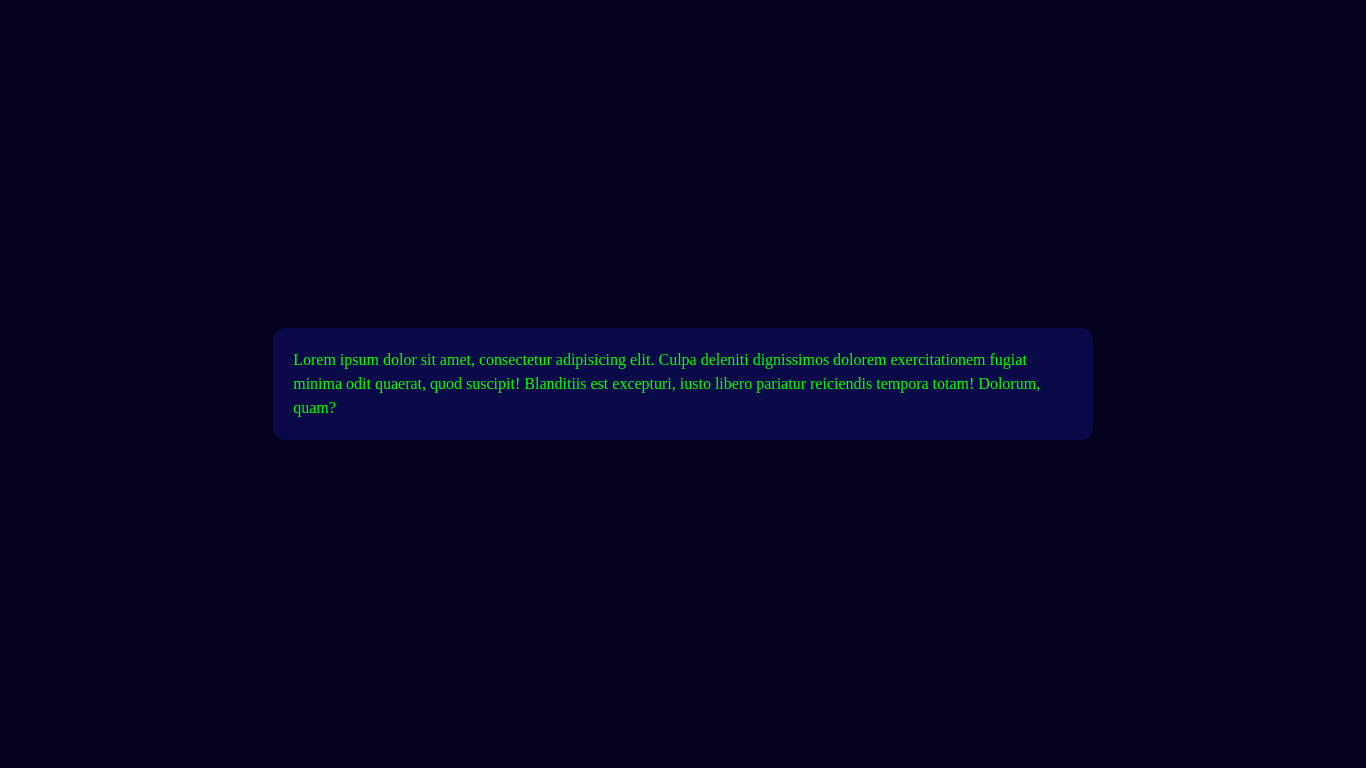 Lorem ipsum dolor sit amet, consectetur adipisicing elit. Culpa deleniti dignissimos dolorem exercitationem fugiat
minima odit quaerat, quod suscipit! Blanditiis est excepturi, iusto libero pariatur reiciendis tempora totam! Dolorum,
quam?